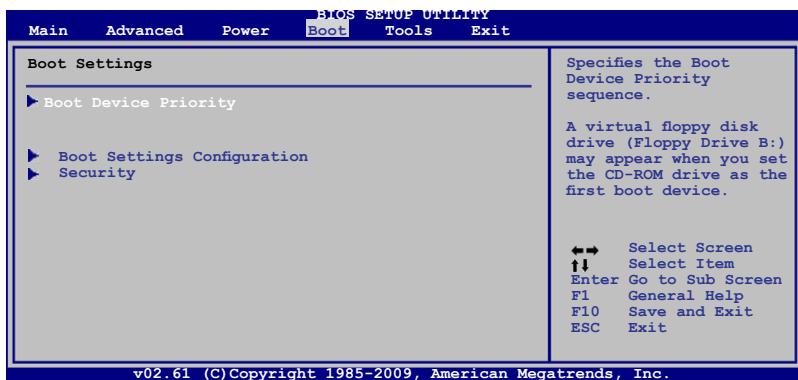 BIOS SETUP UTILITY
Main Advanced Power Boot Tools Exit
Boot Settings
Boot Device Priority
Boot Settings Configuration
Security
Specifies the Boot
Device Priority
sequence.
A virtual floppy disk
drive (Floppy Drive B:)
may appear when you set
the CD-ROM drive as the
first boot device.
←→ Select Screen
↑↓ Select Item
Enter Go to Sub Screen
F1 General Help
F10 Save and Exit
ESC Exit
v02.61 (C)Copyright 1985-2009, American Megatrends, Inc.